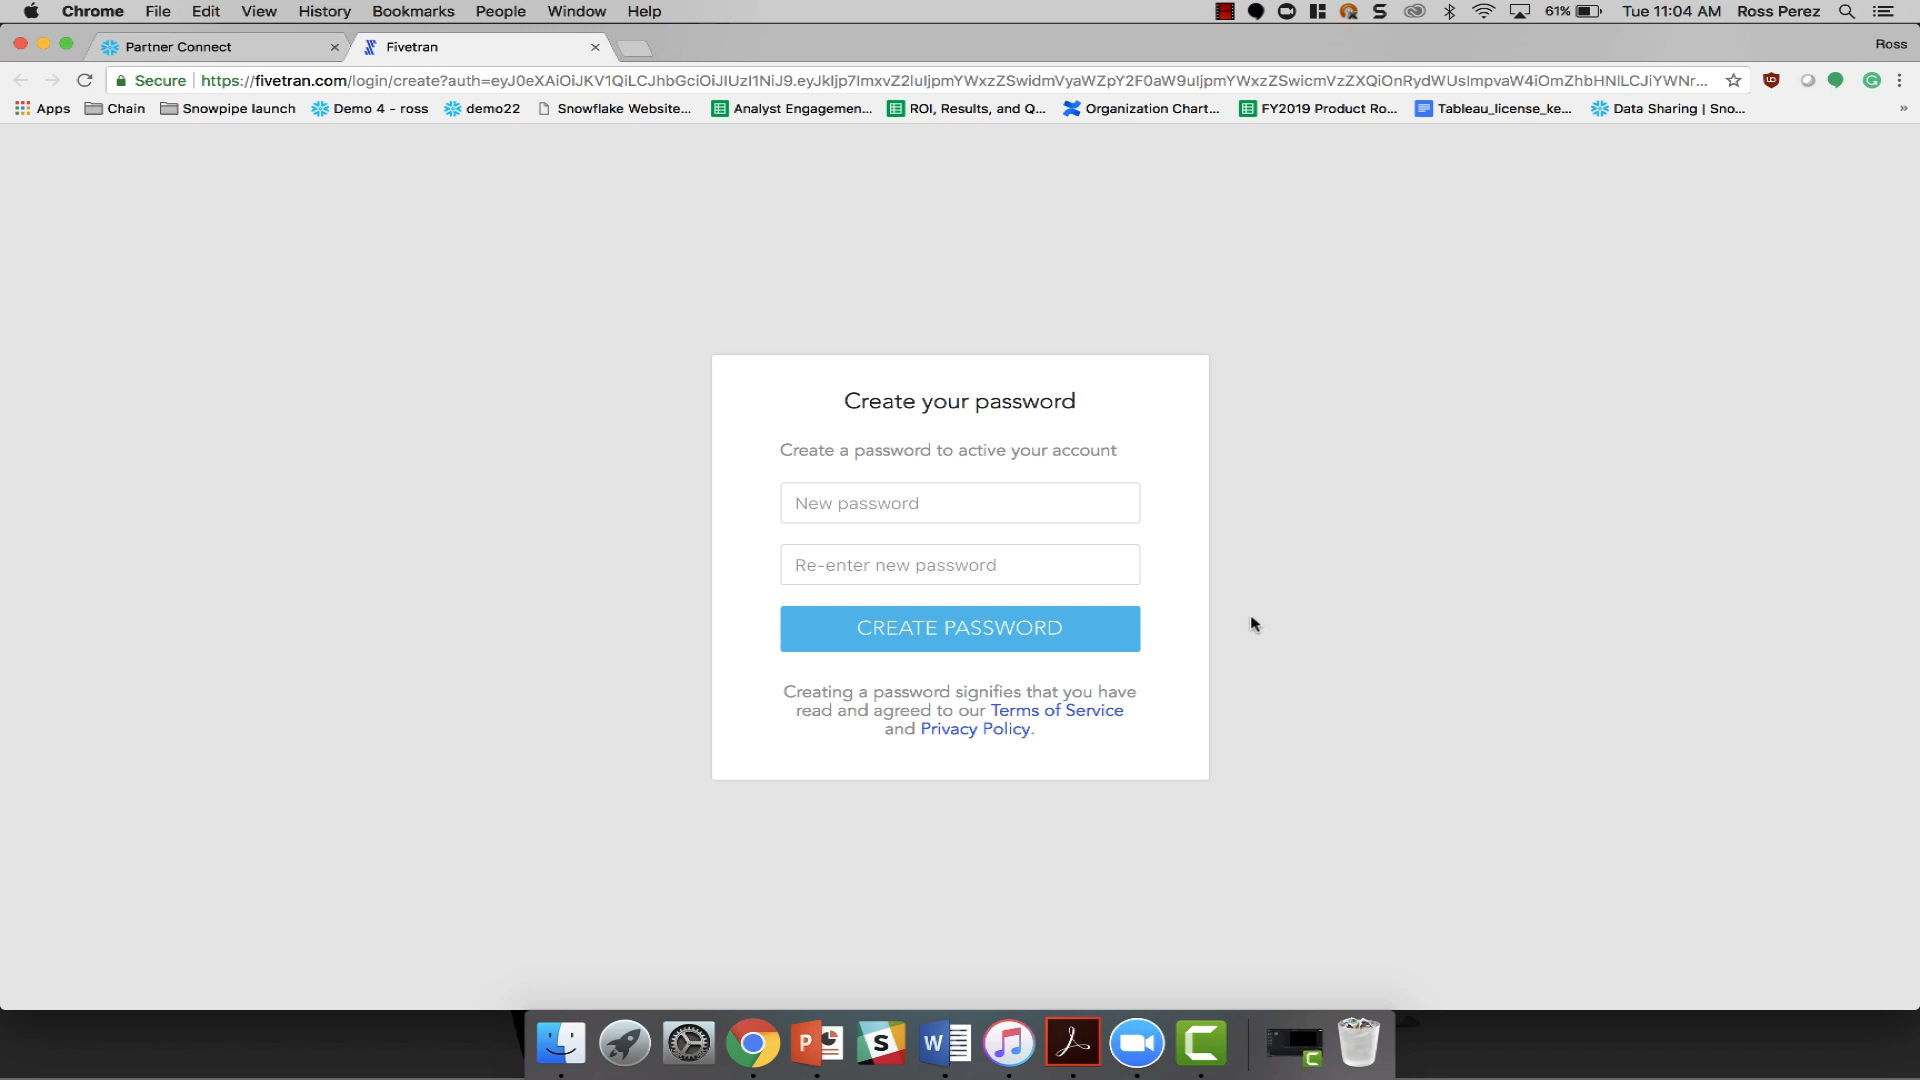 Chrome File Edit View History Bookmarks People Window Help 61% Tue 11:04 AM Ross Perez
Partner Connect Fivetran Ross
Secure https://fivetran.com/login/create?auth=
Apps Chain Snowpipe launch Demo 4 - ross demo22 Snowflake Website... Analyst Engagemen... ROI, Results, and Q... Organization Chart... FY2019 Product Ro... Tableau_license_ke... Data Sharing | Sno... »
Create your password
Create a password to active your account
New password
Re-enter new password
CREATE PASSWORD
Creating a password signifies that you have
read and agreed to our Terms of Service
and Privacy Policy.